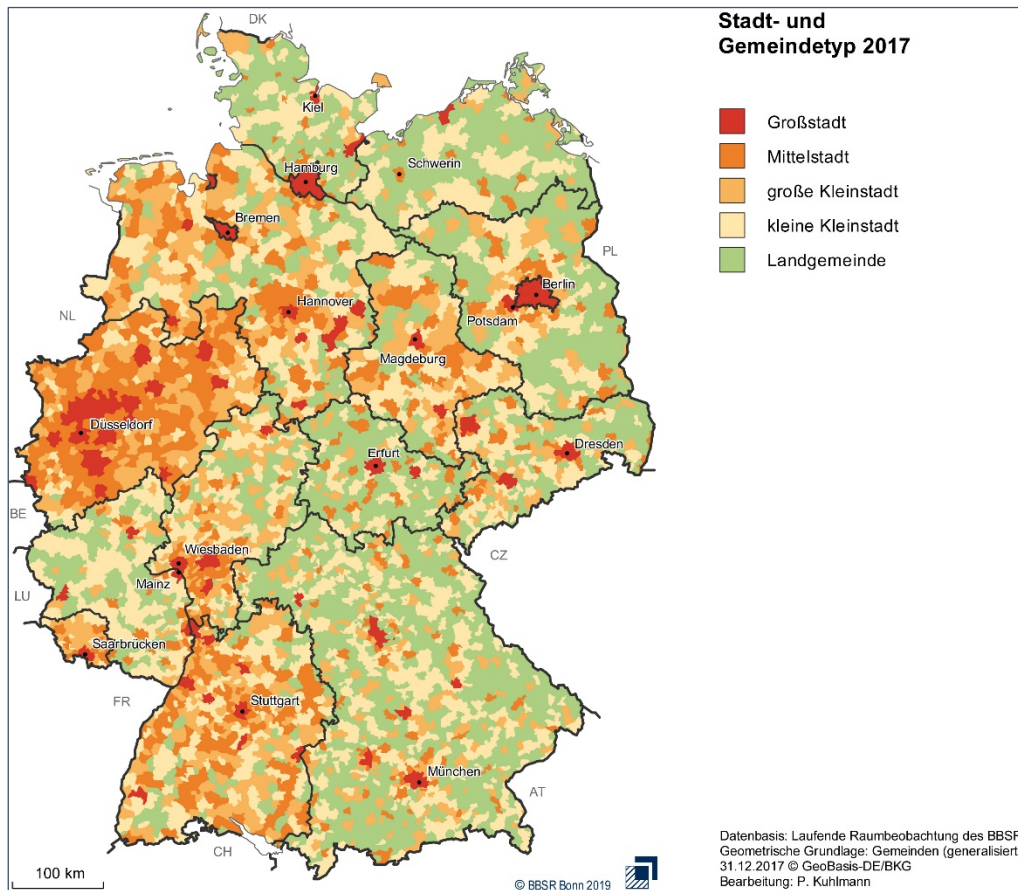 Stadt- und
Gemeindetyp 2017
Großstadt
Mittelstadt
große Kleinstadt
kleine Kleinstadt
Landgemeinde
DK
Kiel
Schwerin
Hamburg
Bremen
PL
NL
Hannover
Berlin
Potsdam
Magdeburg
Düsseldorf
Dresden
Erfurt
BE
CZ
Wiesbaden
Mainz
LU
Saarbrücken
FR
Stuttgart
München
AT
CH
100 km
© BBSR Bonn 2019
Datenbasis: Laufende Raumbeobachtung des BBSR
Geometrische Grundlage: Gemeinden (generalisiert
31.12.2017 © GeoBasis-DE/BKG
Bearbeitung: P. Kuhlmann